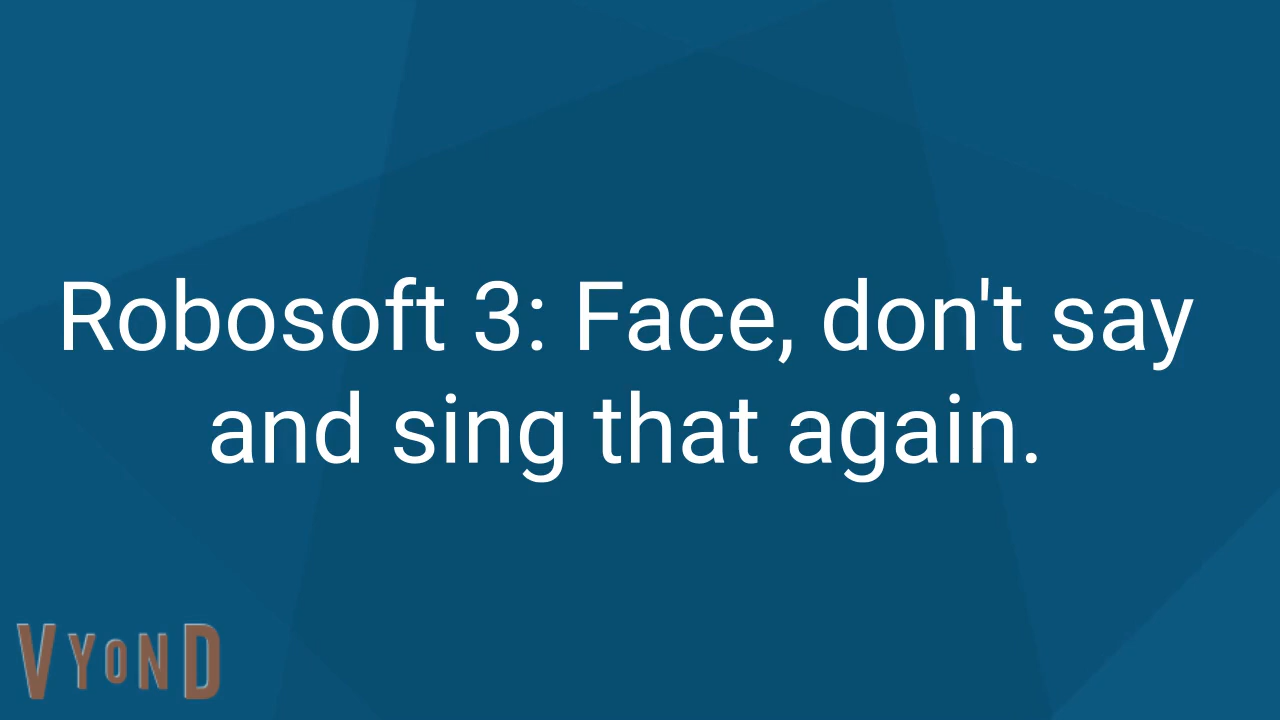 Robosoft 3: Face, don't say
and sing that again.
VYOND